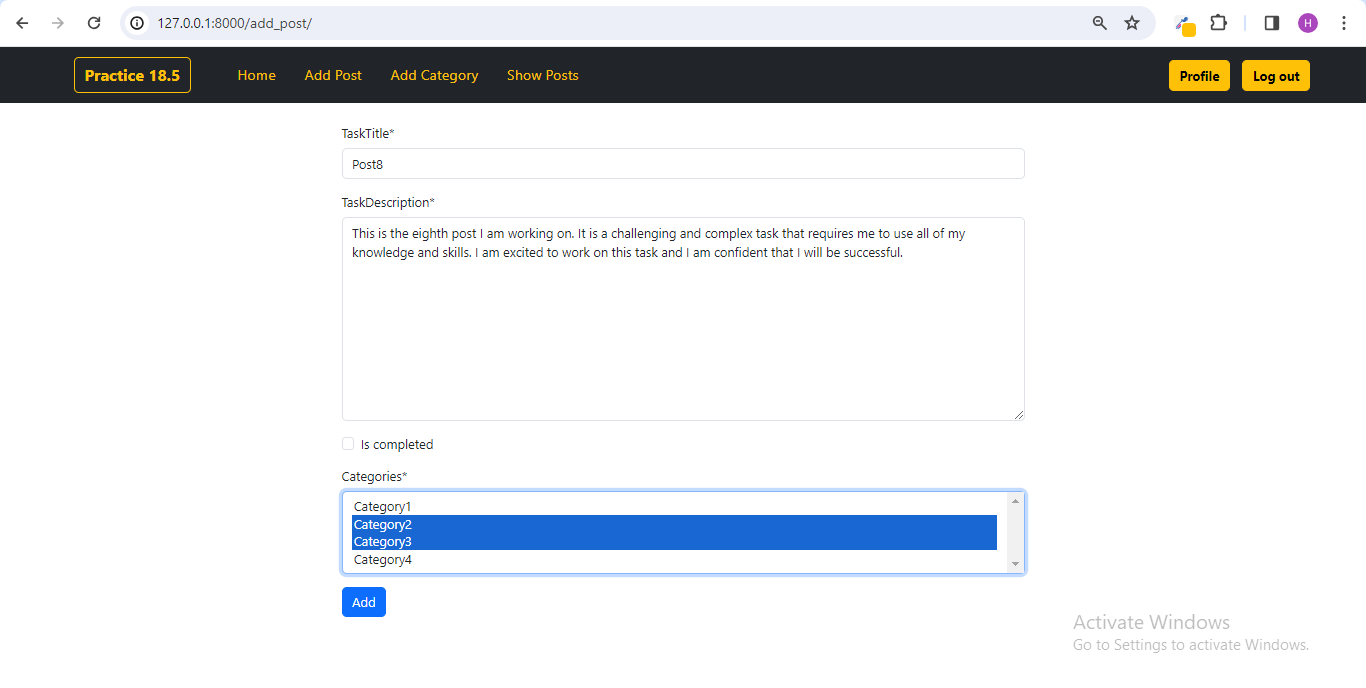 127.0.0.1:8000/add_post/
H
Practice 18.5
Home
Add Post
Add Category
Show Posts
Profile
Log out
TaskTitle*
Post8
TaskDescription*
This is the eighth post I am working on. It is a challenging and complex task that requires me to use all of my
knowledge and skills. I am excited to work on this task and I am confident that I will be successful.
Is completed
Categories*
Category1
Category2
Category3
Category4
Add
Activate Windows
Go to Settings to activate Windows.